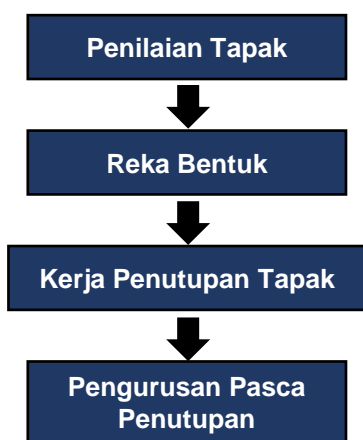 Penilaian Tapak
Reka Bentuk
Kerja Penutupan Tapak
Pengurusan Pasca
Penutupan